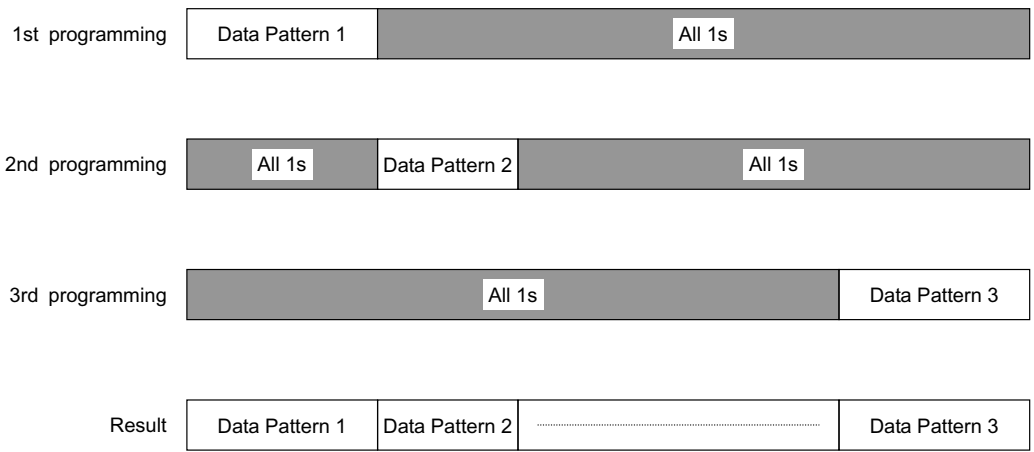 1st programming Data Pattern 1 All 1s
2nd programming All 1s Data Pattern 2 All 1s
3rd programming All 1s Data Pattern 3
Result Data Pattern 1 Data Pattern 2 Data Pattern 3